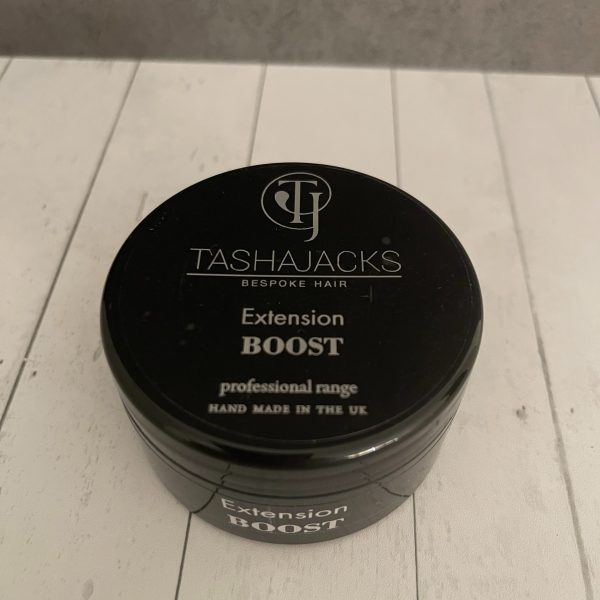 TJ
TASHAJACKS
BESPOKE HAIR
Extension
BOOST
professional range
HAND MADE IN THE UK
Extension
BOOST